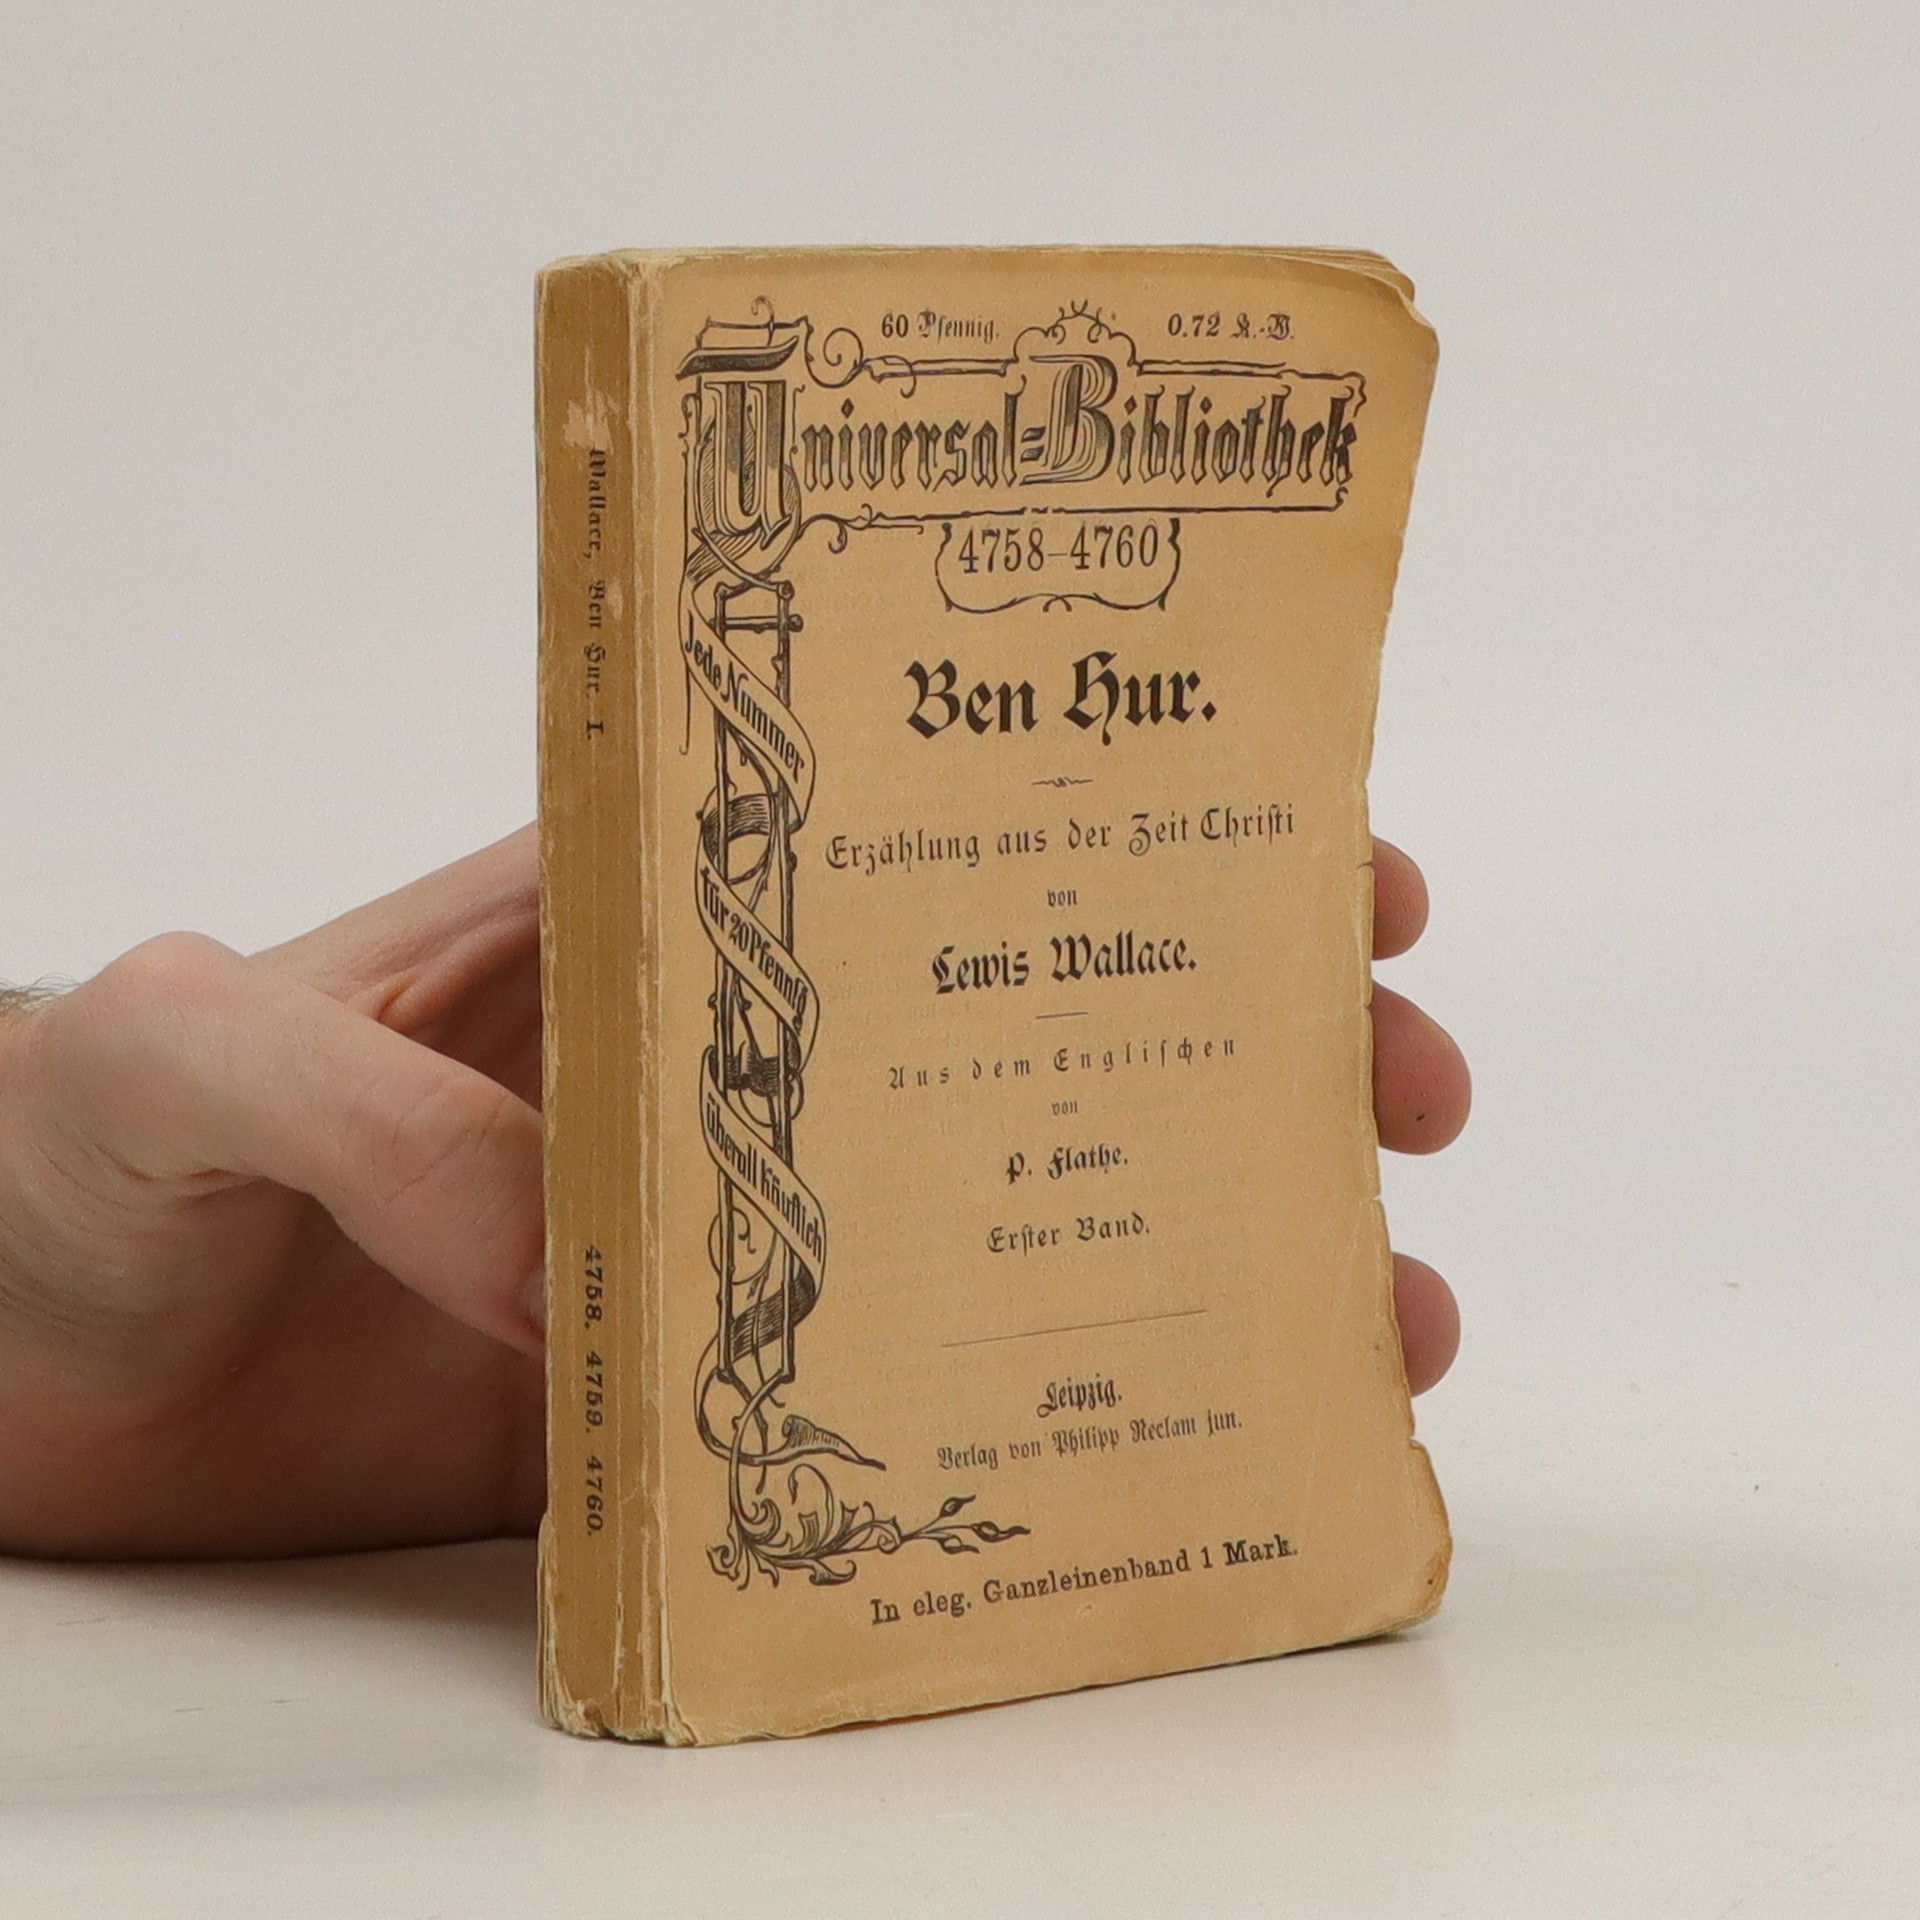 60 Pfennig. 0.72 K.-W.
Universal-Bibliothek
4758-4760
Jede Nummer
für 20 Pfennig
überall käuflich
Ben Hur.
Erzählung aus der Zeit Chriſti
von
Lewis Wallace.
Aus dem Engliſchen
von
P. Flathe.
Erſter Band.
Leipzig.
Verlag von Philipp Reclam jun.
In eleg. Ganzleinenband 1 Mark.
Wallace, Ben Hur. I.
4758. 4759. 4760.